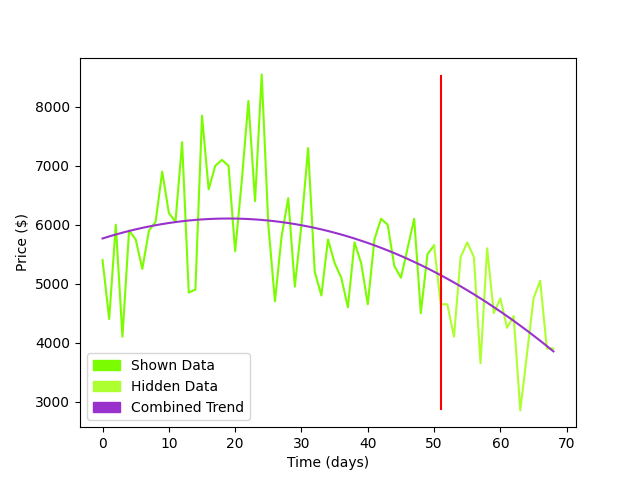 8000
7000
6000
5000
4000
3000
Price ($)
Shown Data
Hidden Data
Combined Trend
0 10 20 30 40 50 60 70
Time (days)